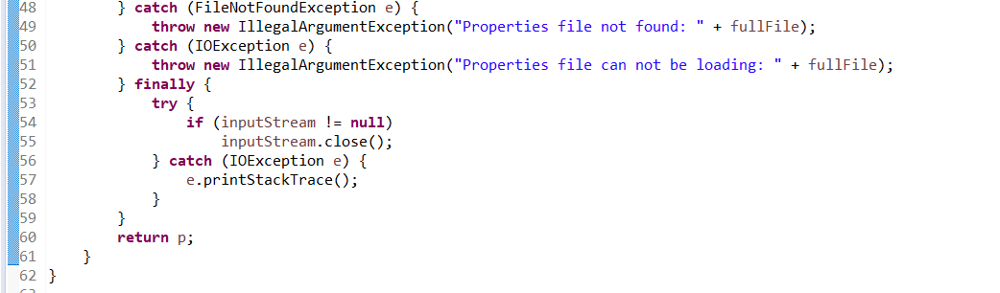 48 } catch (FileNotFoundException e) {
49 throw new IllegalArgumentException("Properties file not found: " + fullFile);
50 } catch (IOException e) {
51 throw new IllegalArgumentException("Properties file can not be loading: " + fullFile);
52 } finally {
53 try {
54 if (inputStream != null)
55 inputStream.close();
56 } catch (IOException e) {
57 e.printStackTrace();
58 }
59 }
60 return p;
61 }
62 }